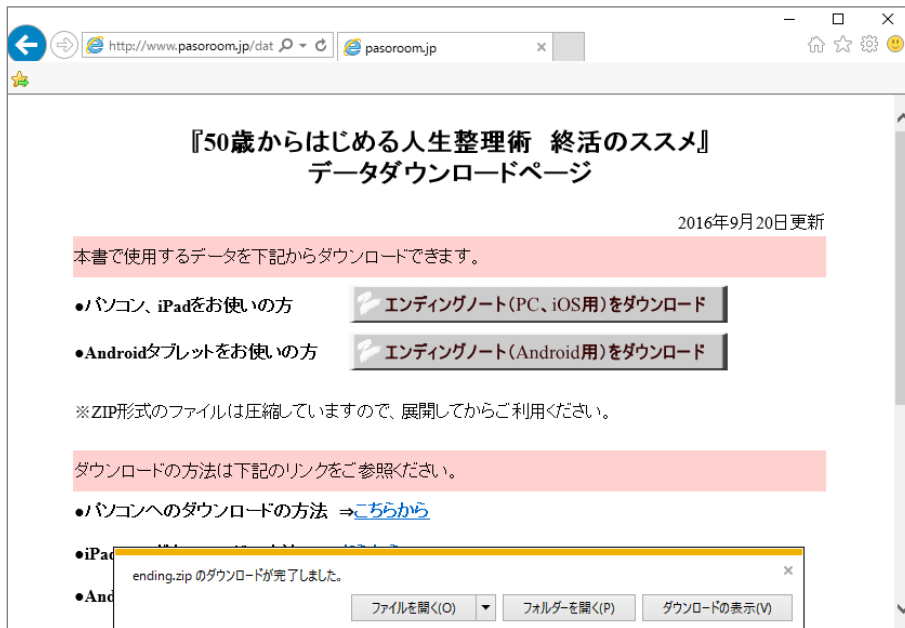 http://www.pasoroom.jp/dat
pasoroom.jp
『50歳からはじめる人生整理術　終活のススメ』
データダウンロードページ
2016年9月20日更新
本書で使用するデータを下記からダウンロードできます。
●パソコン、iPadをお使いの方
エンディングノート(PC、iOS用)をダウンロード
●Androidタブレットをお使いの方
エンディングノート(Android用)をダウンロード
※ZIP形式のファイルは圧縮していますので、展開してからご利用ください。
ダウンロードの方法は下記のリンクをご参照ください。
●パソコンへのダウンロードの方法 ⇒こちらから
●iPad
●And
ending.zip のダウンロードが完了しました。
ファイルを開く(O)
フォルダーを開く(P)
ダウンロードの表示(V)